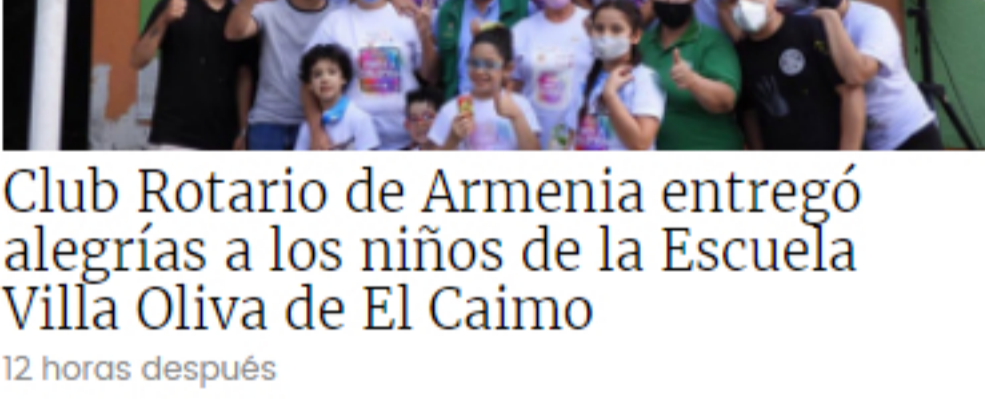 Club Rotario de Armenia entregó
alegrías a los niños de la Escuela
Villa Oliva de El Caimo
12 horas después